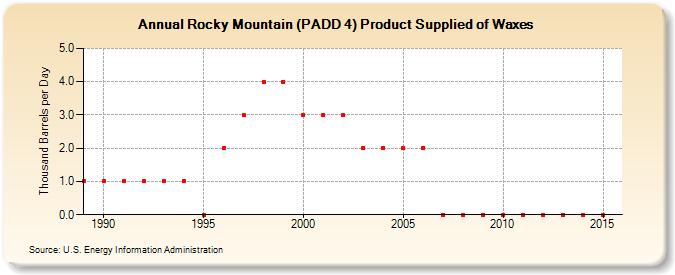 Annual Rocky Mountain (PADD 4) Product Supplied of Waxes
Thousand Barrels per Day
5.0
4.0
3.0
2.0
1.0
0.0
1990 1995 2000 2005 2010 2015
Source: U.S. Energy Information Administration